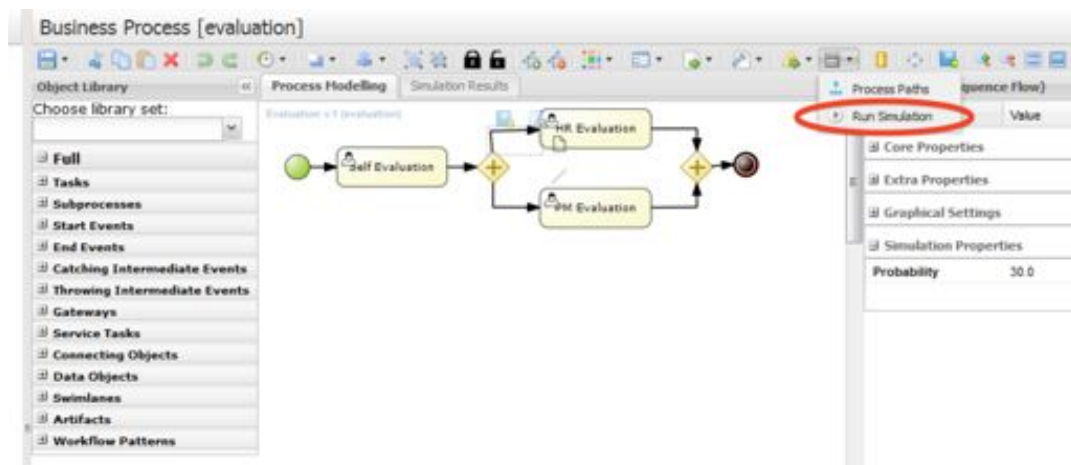 Business Process [evaluation]
Object Library
Process Modelling
Simulation Results
Process Paths
quence Flow)
Choose library set:
Evaluation v.1 (evaluation)
Run Simulation
Value
HR Evaluation
Self Evaluation
PM Evaluation
Full
Tasks
Subprocesses
Start Events
End Events
Catching Intermediate Events
Throwing Intermediate Events
Gateways
Service Tasks
Connecting Objects
Data Objects
Swimlanes
Artifacts
Workflow Patterns
Core Properties
Extra Properties
Graphical Settings
Simulation Properties
Probability 30.0